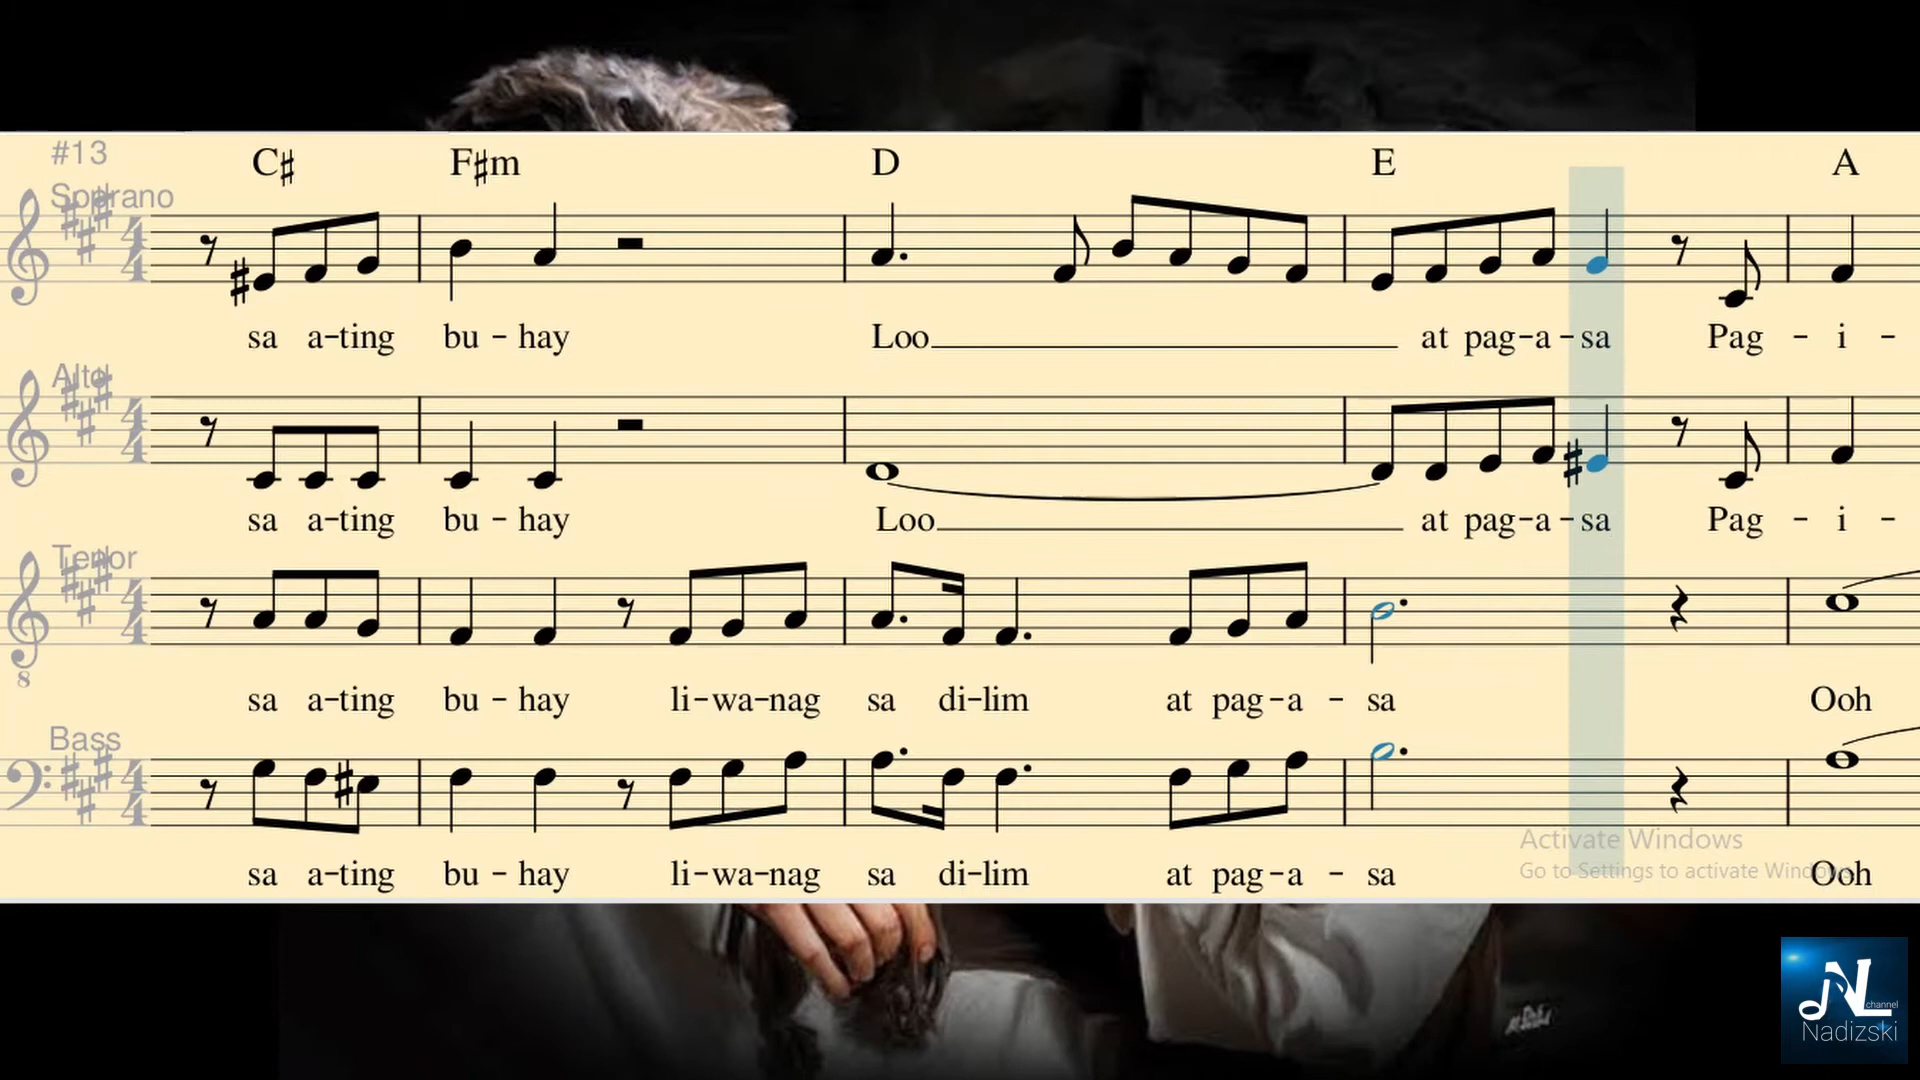 #13
C♯ F♯m D E A
Soprano
sa a-ting bu - hay Loo at pag-a-sa Pag - i -
Alto
sa a-ting bu - hay Loo at pag-a-sa Pag - i -
Tenor
8
sa a-ting bu - hay li-wa-nag sa di-lim at pag-a - sa Ooh
Bass
sa a-ting bu - hay li-wa-nag sa di-lim at pag-a - sa Ooh
Activate Windows
Go to Settings to activate Windows.
NL channel
Nadizski